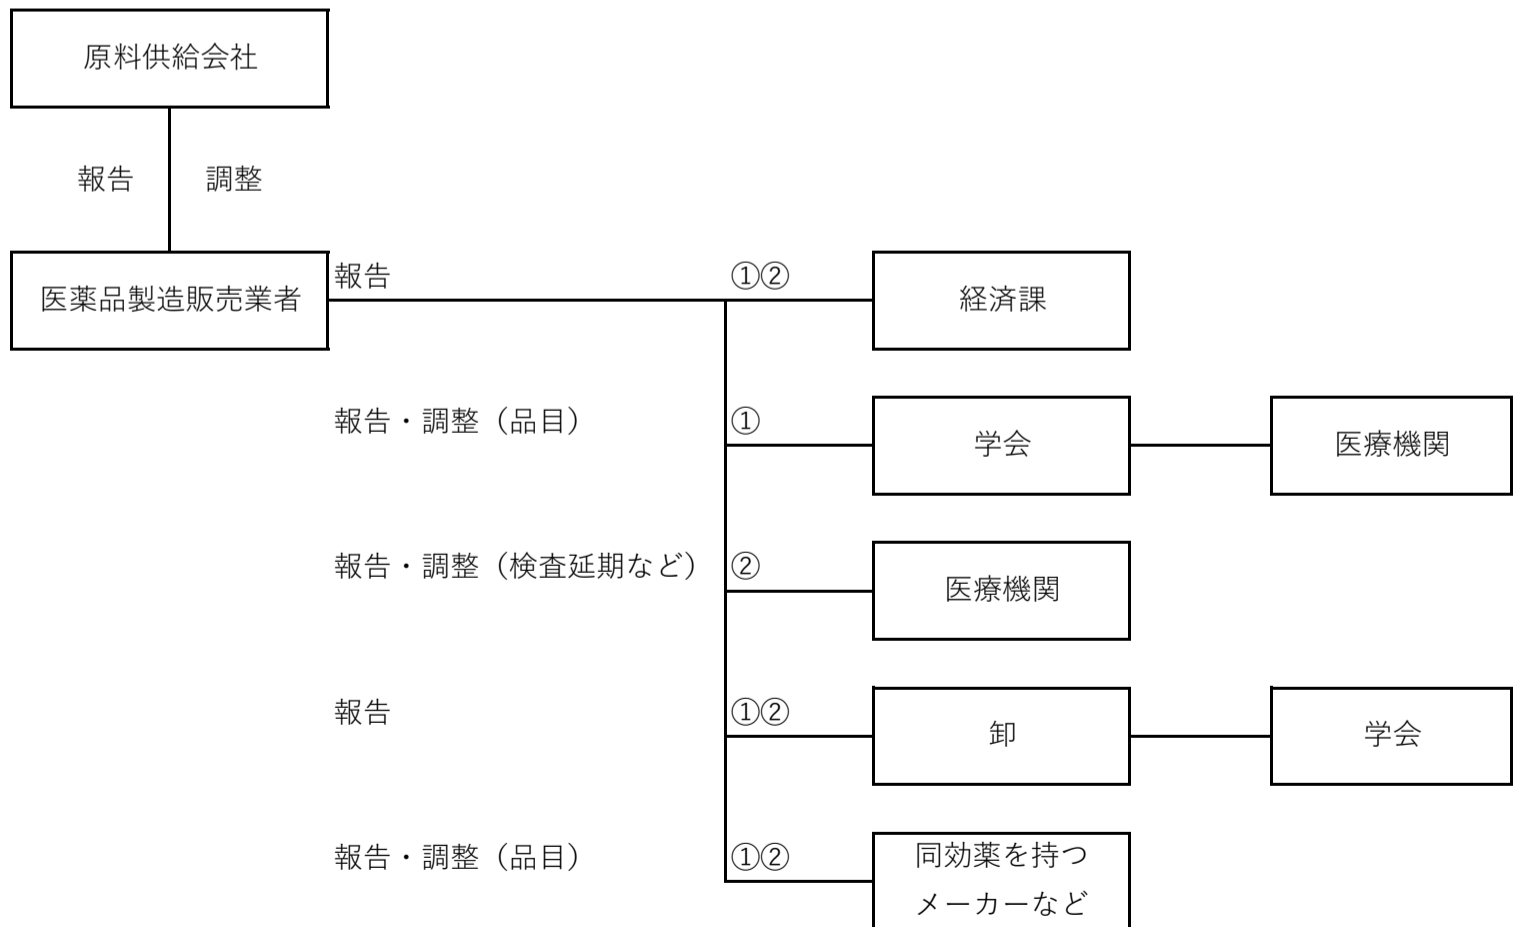 原料供給会社
報告
調整
医薬品製造販売業者
報告
①②
経済課
報告・調整（品目）
①
学会
医療機関
報告・調整（検査延期など）
②
医療機関
報告
①②
卸
学会
報告・調整（品目）
①②
同効薬を持つ
メーカーなど